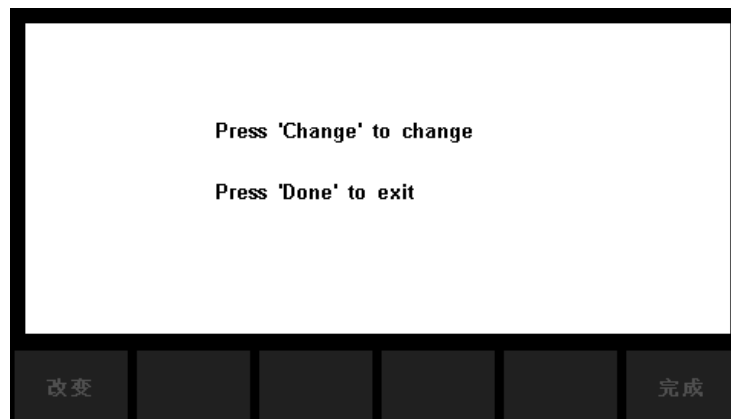 Press 'Change' to change
Press 'Done' to exit
改变
完成